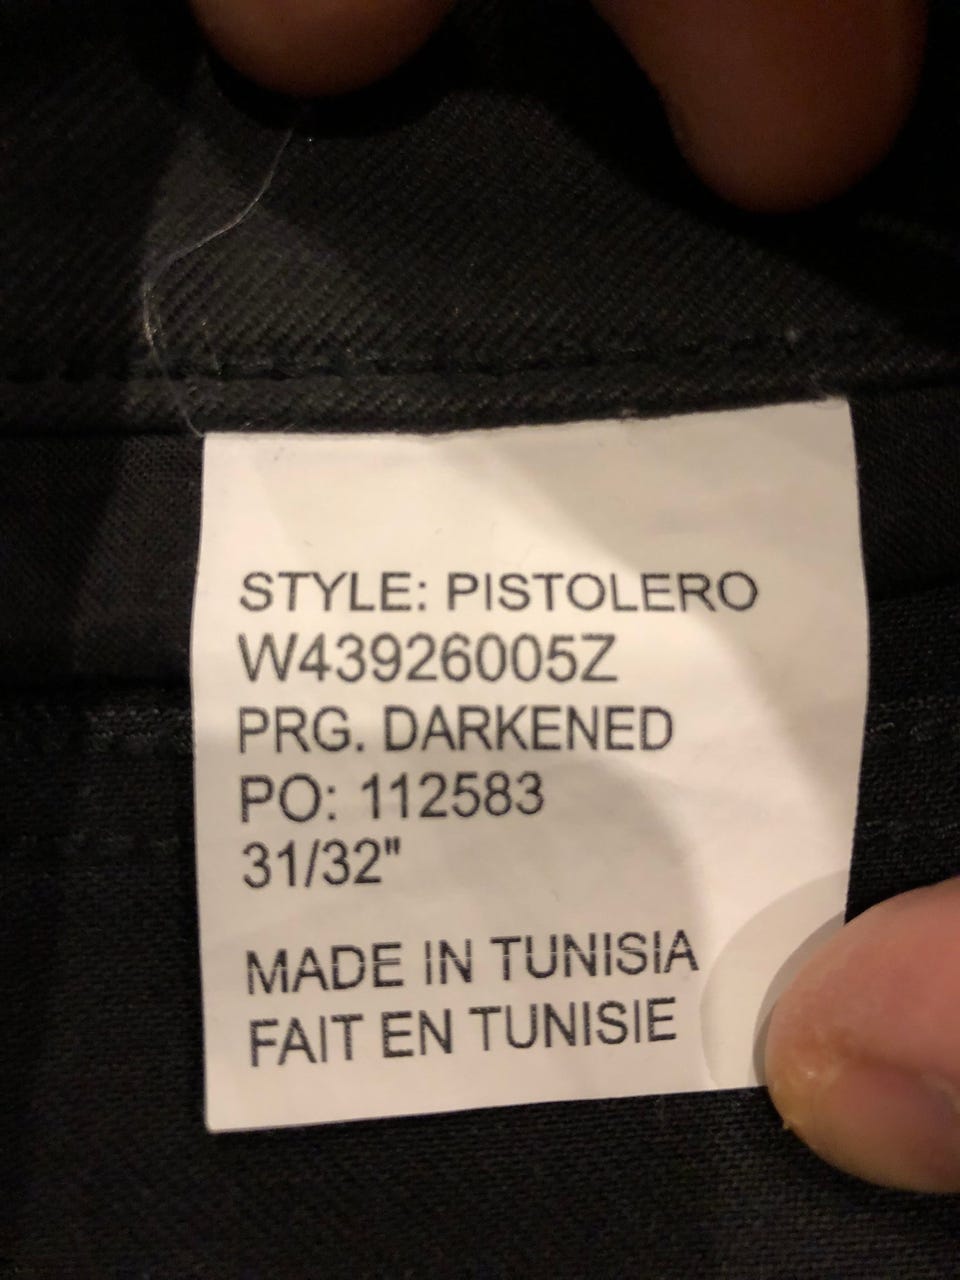 STYLE: PISTOLERO
W43926005Z
PRG. DARKENED
PO: 112583
31/32"
MADE IN TUNISIA
FAIT EN TUNISIE